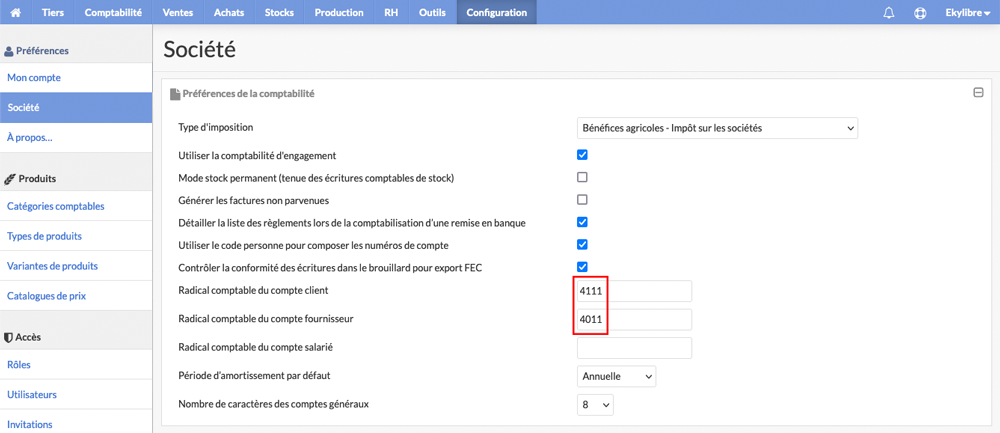 Tiers Comptabilité Ventes Achats Stocks Production RH Outils Configuration Ekylibre
Préférences
Mon compte
Société
À propos...
Produits
Catégories comptables
Types de produits
Variantes de produits
Catalogues de prix
Accès
Rôles
Utilisateurs
Invitations
Société
Préférences de la comptabilité
Type d'imposition Bénéfices agricoles - Impôt sur les sociétés
Utiliser la comptabilité d'engagement
Mode stock permanent (tenue des écritures comptables de stock)
Générer les factures non parvenues
Détailler la liste des règlements lors de la comptabilisation d’une remise en banque
Utiliser le code personne pour composer les numéros de compte
Contrôler la conformité des écritures dans le brouillard pour export FEC
Radical comptable du compte client 4111
Radical comptable du compte fournisseur 4011
Radical comptable du compte salarié
Période d’amortissement par défaut Annuelle
Nombre de caractères des comptes généraux 8